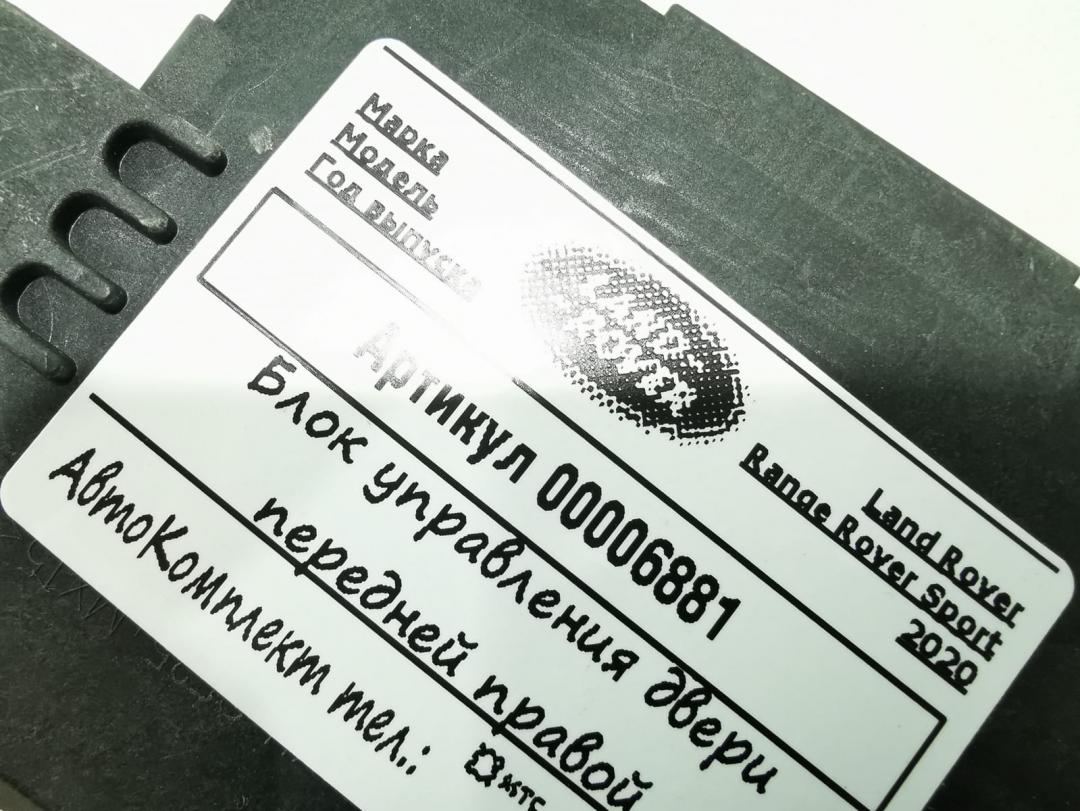 Марка
Land Rover
Модель
Range Rover Sport
Год выпуска
2020
Артикул 00006881
Блок управления двери
передней правой
АвтоКомплект тел.: